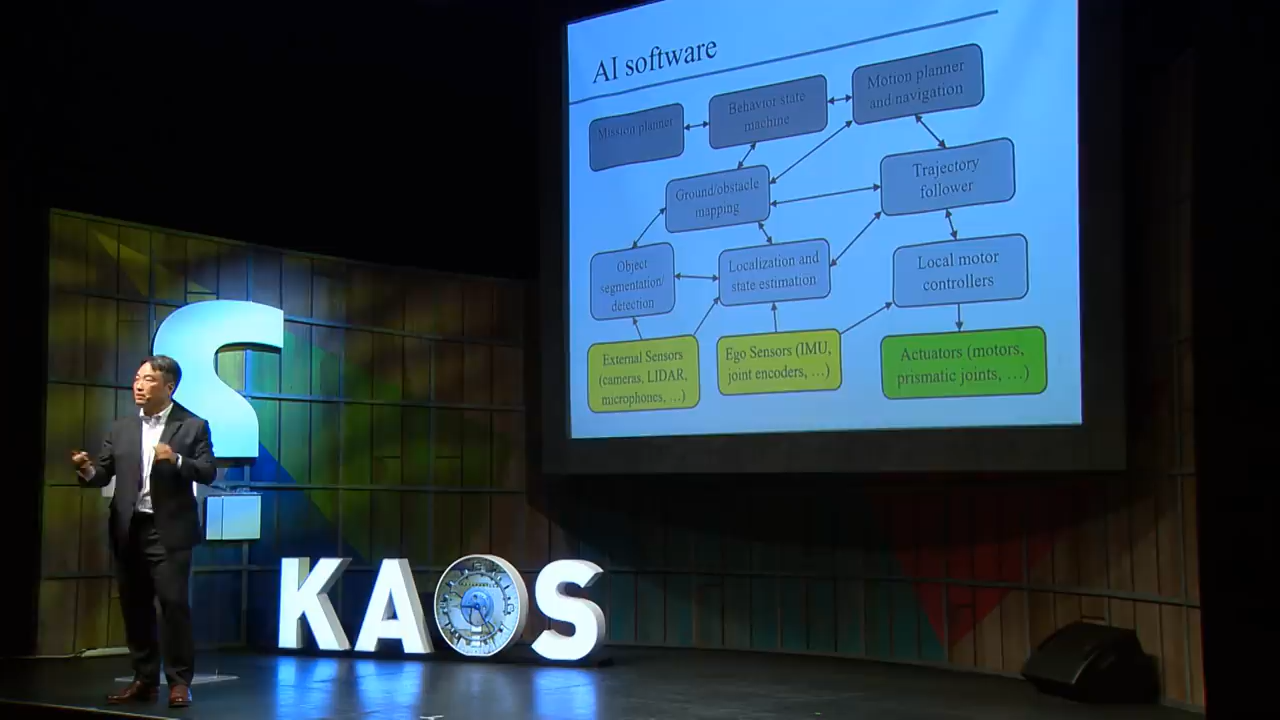 AI software
Mission planner
Behavior state
machine
Motion planner
and navigation
Ground/obstacle
mapping
Trajectory
follower
Object
segmentation/
detection
Localization and
state estimation
Local motor
controllers
External Sensors
(cameras, LIDAR,
microphones, …)
Ego Sensors (IMU,
joint encoders, …)
Actuators (motors,
prismatic joints, …)
KAOS